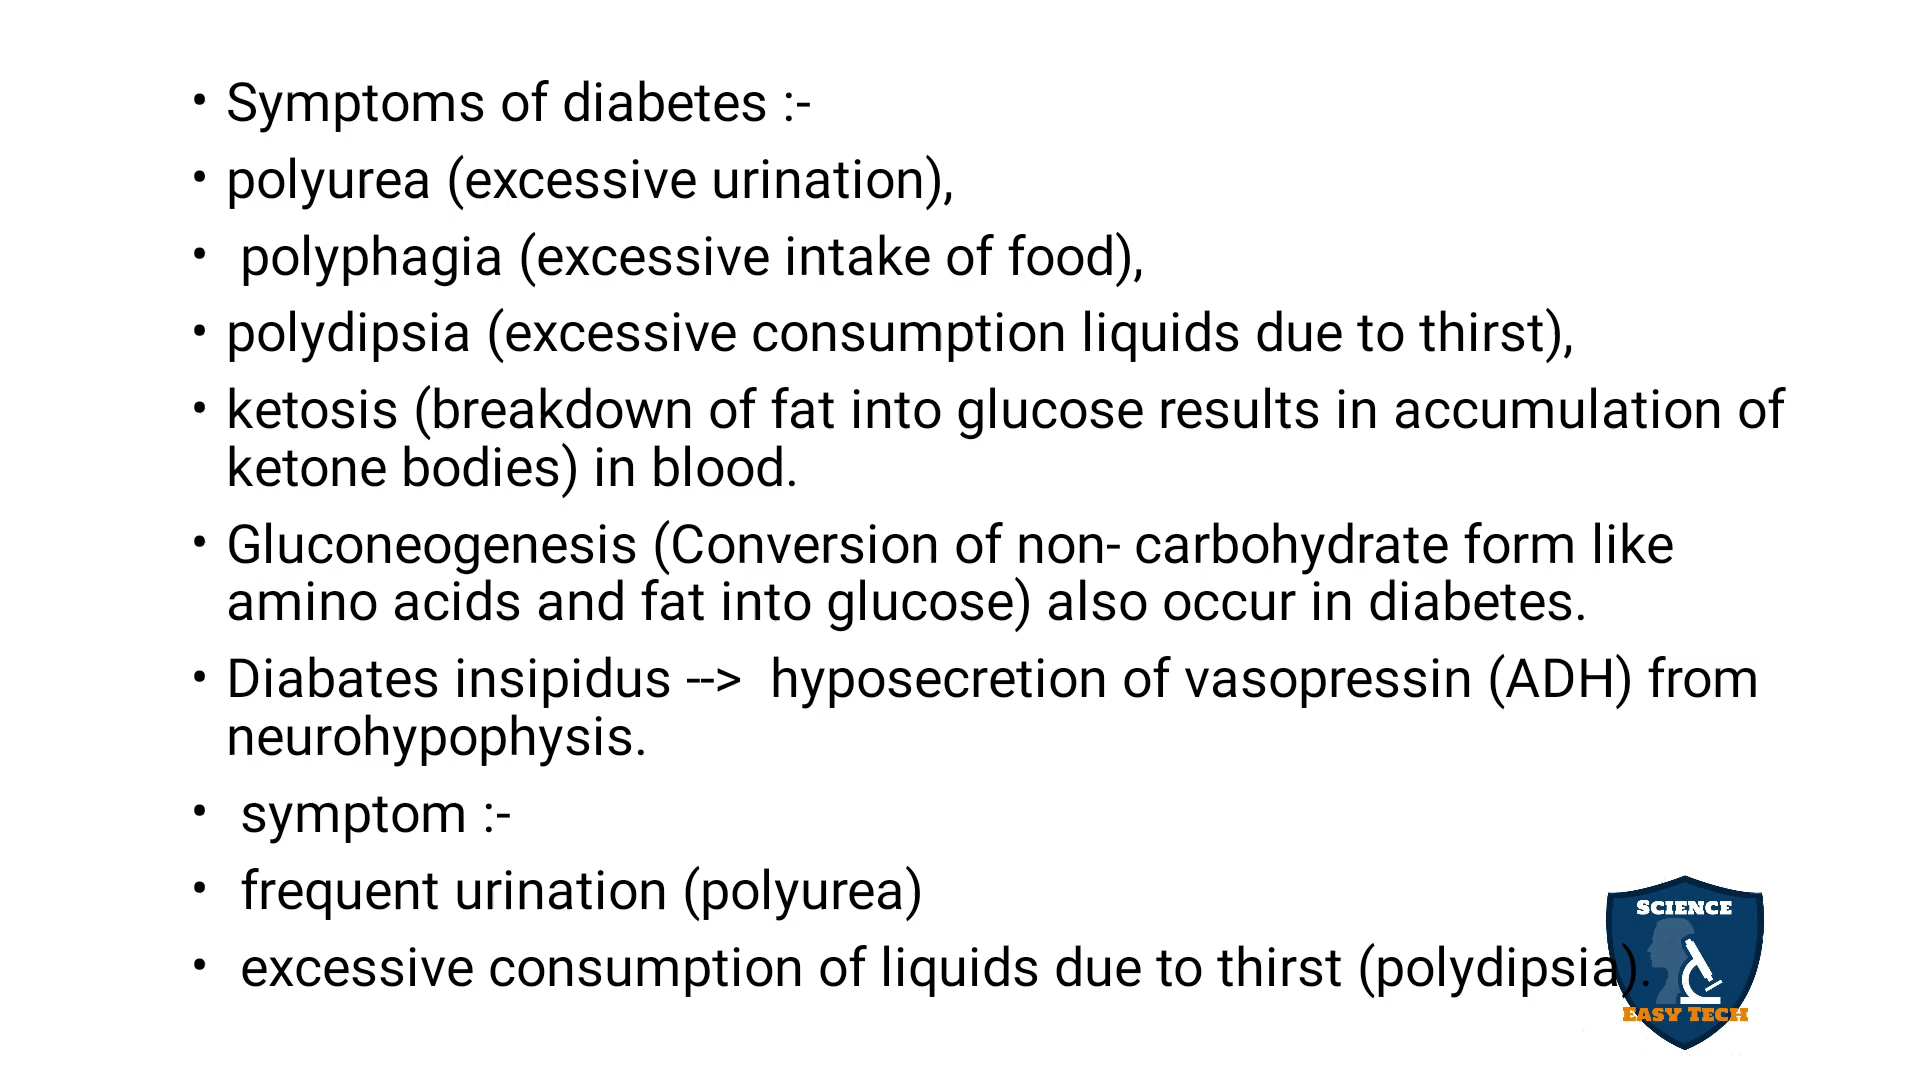 • Symptoms of diabetes :-
• polyurea (excessive urination),
• polyphagia (excessive intake of food),
• polydipsia (excessive consumption liquids due to thirst),
• ketosis (breakdown of fat into glucose results in accumulation of
ketone bodies) in blood.
• Gluconeogenesis (Conversion of non- carbohydrate form like
amino acids and fat into glucose) also occur in diabetes.
• Diabates insipidus --> hyposecretion of vasopressin (ADH) from
neurohypophysis.
• symptom :-
• frequent urination (polyurea)
• excessive consumption of liquids due to thirst (polydipsia).
SCIENCE
EASY TECH